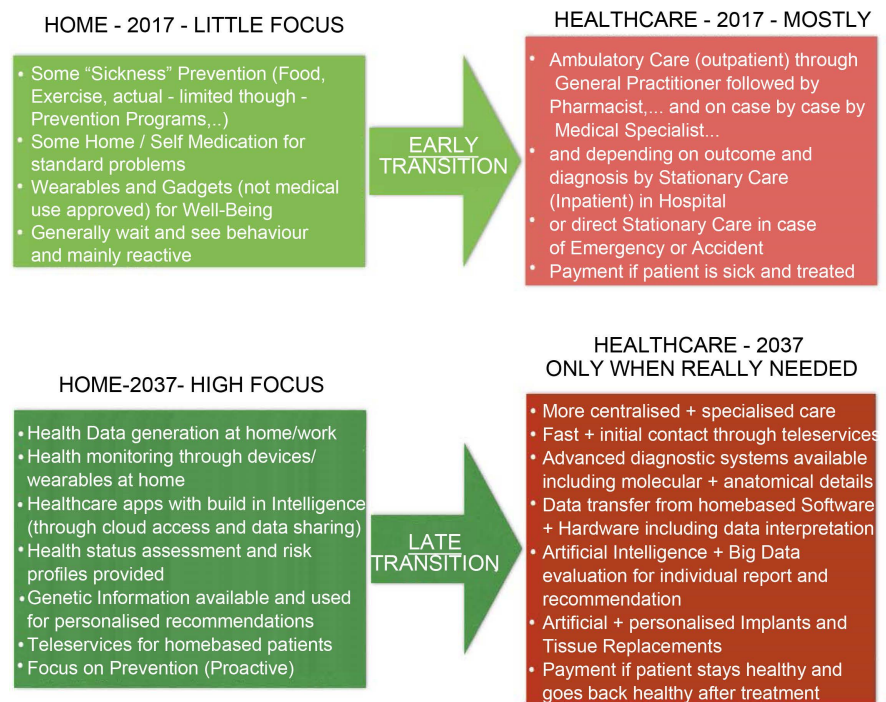 HOME - 2017 - LITTLE FOCUS
• Some “Sickness” Prevention (Food,
Exercise, actual - limited though -
Prevention Programs,..)
• Some Home / Self Medication for
standard problems
• Wearables and Gadgets (not medical
use approved) for Well-Being
• Generally wait and see behaviour
and mainly reactive
EARLY
TRANSITION
HEALTHCARE - 2017 - MOSTLY
• Ambulatory Care (outpatient) through
General Practitioner followed by
Pharmacist,... and on case by case by
Medical Specialist...
• and depending on outcome and
diagnosis by Stationary Care
(Inpatient) in Hospital
• or direct Stationary Care in case
of Emergency or Accident
• Payment if patient is sick and treated
HOME-2037- HIGH FOCUS
• Health Data generation at home/work
• Health monitoring through devices/
wearables at home
• Healthcare apps with build in Intelligence
(through cloud access and data sharing)
• Health status assessment and risk
profiles provided
• Genetic Information available and used
for personalised recommendations
• Teleservices for homebased patients
• Focus on Prevention (Proactive)
LATE
TRANSITION
HEALTHCARE - 2037
ONLY WHEN REALLY NEEDED
• More centralised + specialised care
• Fast + initial contact through teleservices
• Advanced diagnostic systems available
including molecular + anatomical details
• Data transfer from homebased Software
+ Hardware including data interpretation
• Artificial Intelligence + Big Data
evaluation for individual report and
recommendation
• Artificial + personalised Implants and
Tissue Replacements
• Payment if patient stays healthy and
goes back healthy after treatment